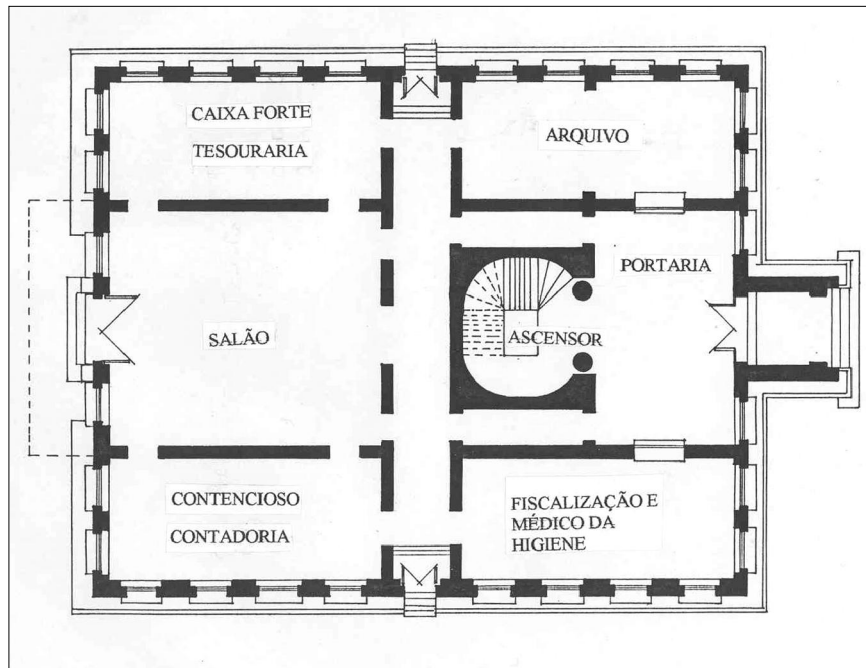 CAIXA FORTE
TESOURARIA
ARQUIVO
PORTARIA
SALÃO
ASCENSOR
CONTENCIOSO
CONTADORIA
FISCALIZAÇÃO E
MÉDICO DA
HIGIENE